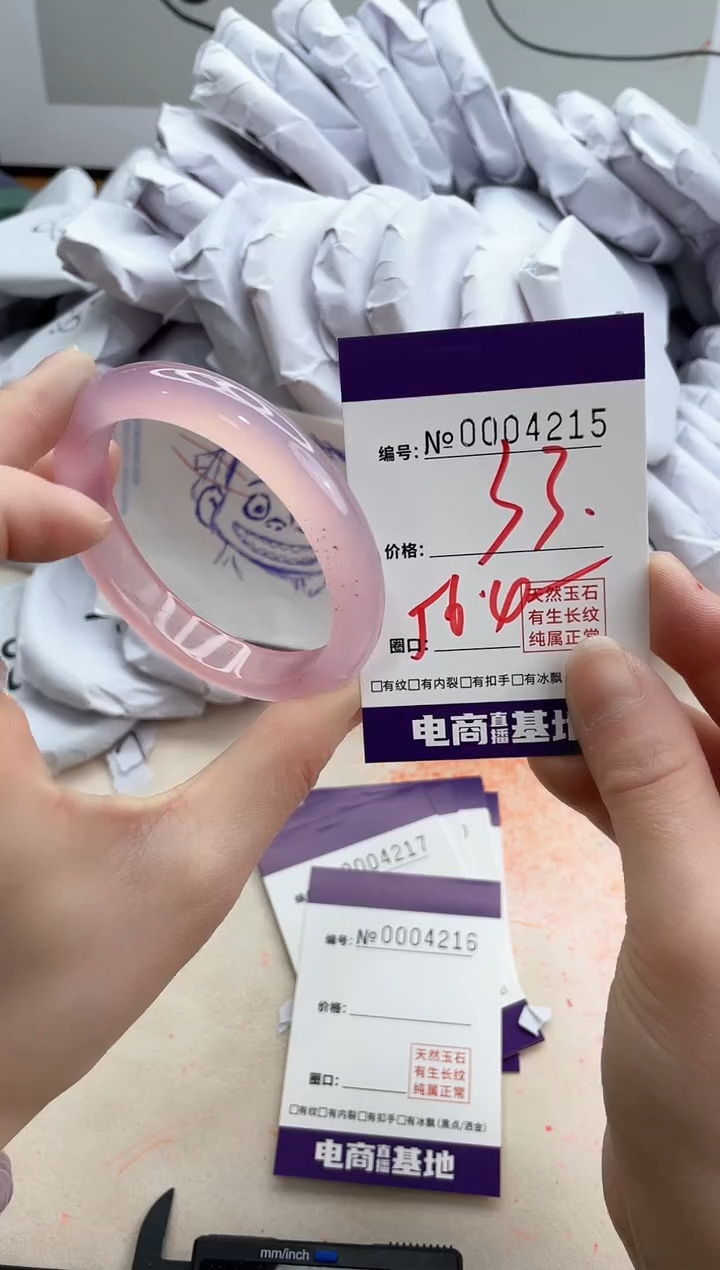 编号: №0004215
价格: 53.
圈口: 56.4
天然玉石
有生长纹
纯属正常
□有纹□有内裂□有扣手□有冰飘
电商直播基地
0004217
编号: №0004216
价格:
圈口:
天然玉石
有生长纹
纯属正常
□有纹□有内裂□有扣手□有冰飘(黑点/洒金)
电商直播基地
mm/inch